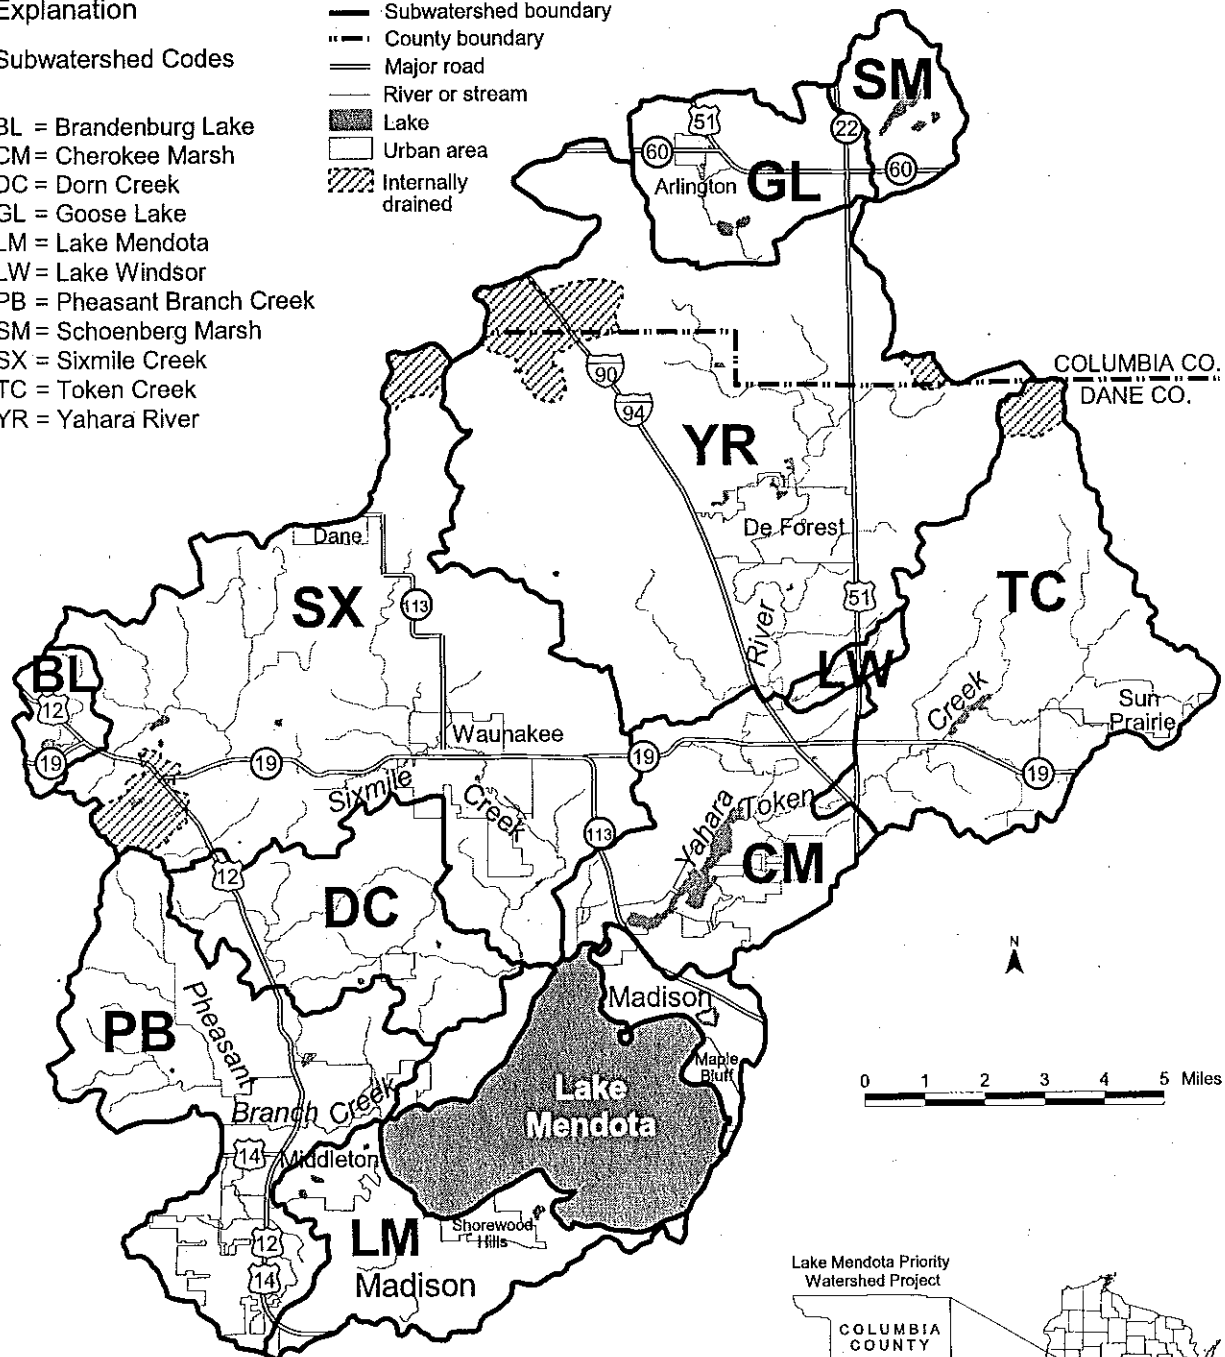 Explanation
Subwatershed Codes
BL = Brandenburg Lake
CM = Cherokee Marsh
DC = Dorn Creek
GL = Goose Lake
LM = Lake Mendota
LW = Lake Windsor
PB = Pheasant Branch Creek
SM = Schoenberg Marsh
SX = Sixmile Creek
TC = Token Creek
YR = Yahara River
Subwatershed boundary
County boundary
Major road
River or stream
Lake
Urban area
Internally
drained
SM
51
22
60
60
Arlington
GL
COLUMBIA CO.
DANE CO.
90
94
YR
De Forest
Dane
TC
SX
113
51
River
BL
12
LW
Creek
Sun
Prairie
Waunakee
19
19
19
19
Sixmile
Creek
Yahara
Token
113
CM
12
DC
N
Madison
Pheasant
PB
Maple
Bluff
0 1 2 3 4 5 Miles
Lake
Mendota
Branch Creek
14
Middleton
Shorewood
Hills
LM
12
14
Madison
Lake Mendota Priority
Watershed Project
COLUMBIA
COUNTY